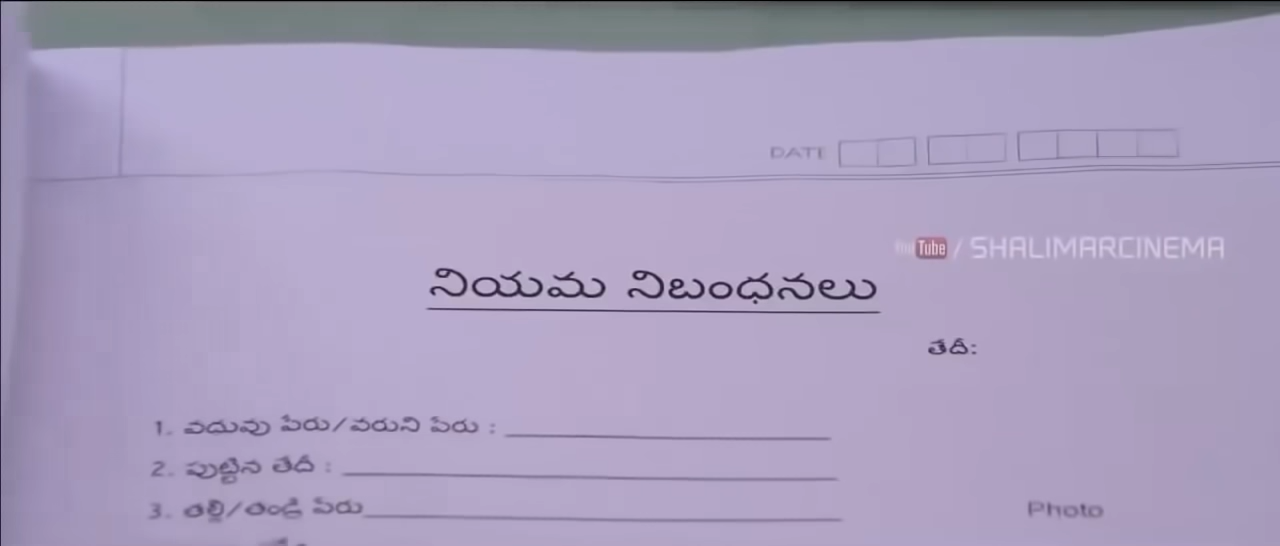 DATE
YouTube / SHALIMARCINEMA
నియమ నిబంధనలు
తేదీ:
1. వధువు పేరు/వరుని పేరు :
2. పుట్టిన తేదీ :
3. తల్లి/తండ్రి పేరు
Photo